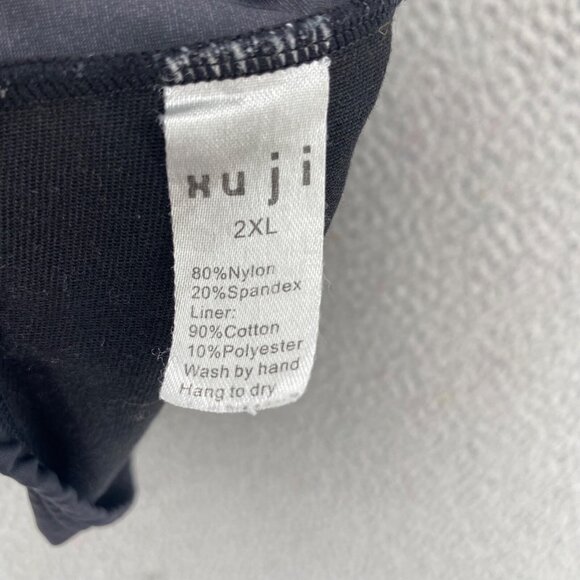 xuji
2XL
80%Nylon
20%Spandex
Liner:
90%Cotton
10%Polyester
Wash by hand
Hang to dry